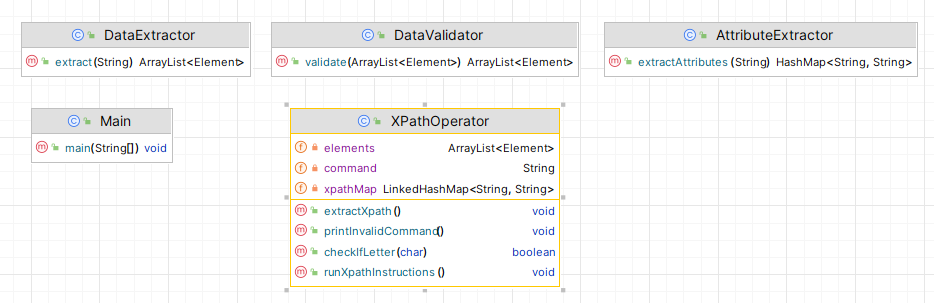 DataExtractor
extract(String) ArrayList<Element>
DataValidator
validate(ArrayList<Element>) ArrayList<Element>
AttributeExtractor
extractAttributes(String) HashMap<String, String>
Main
main(String[]) void
XPathOperator
elements ArrayList<Element>
command String
xpathMap LinkedHashMap<String, String>
extractXpath() void
printInvalidCommand() void
checkIfLetter(char) boolean
runXpathInstructions() void